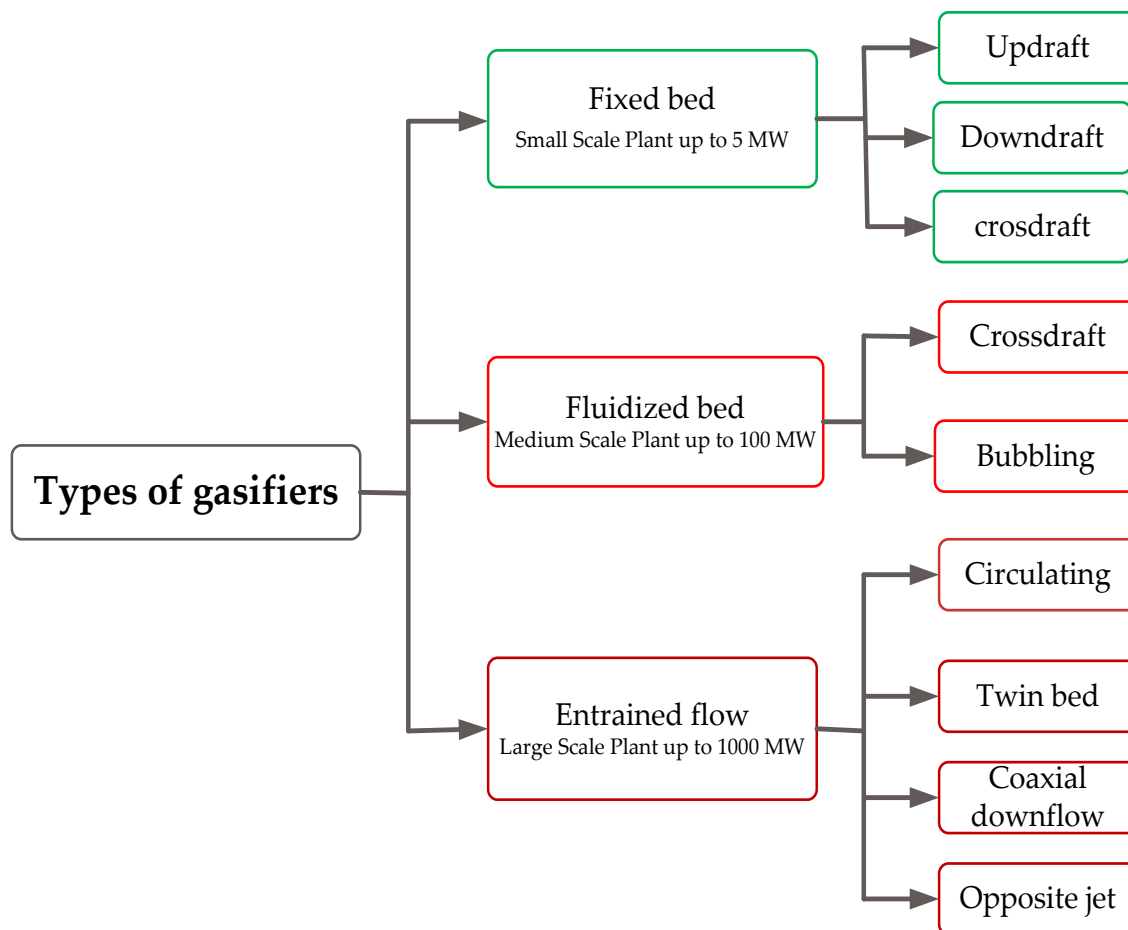 Types of gasifiers
Fixed bed
Small Scale Plant up to 5 MW
Updraft
Downdraft
crosdraft
Fluidized bed
Medium Scale Plant up to 100 MW
Crossdraft
Bubbling
Entrained flow
Large Scale Plant up to 1000 MW
Circulating
Twin bed
Coaxial
downflow
Opposite jet